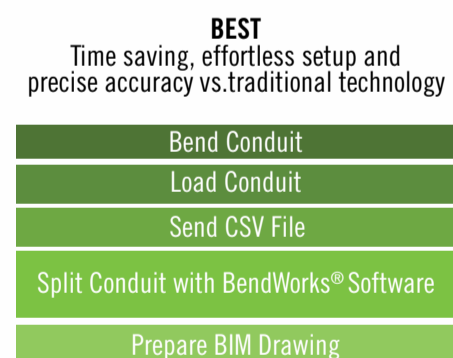 BEST
Time saving, effortless setup and
precise accuracy vs.traditional technology
Bend Conduit
Load Conduit
Send CSV File
Split Conduit with BendWorks® Software
Prepare BIM Drawing